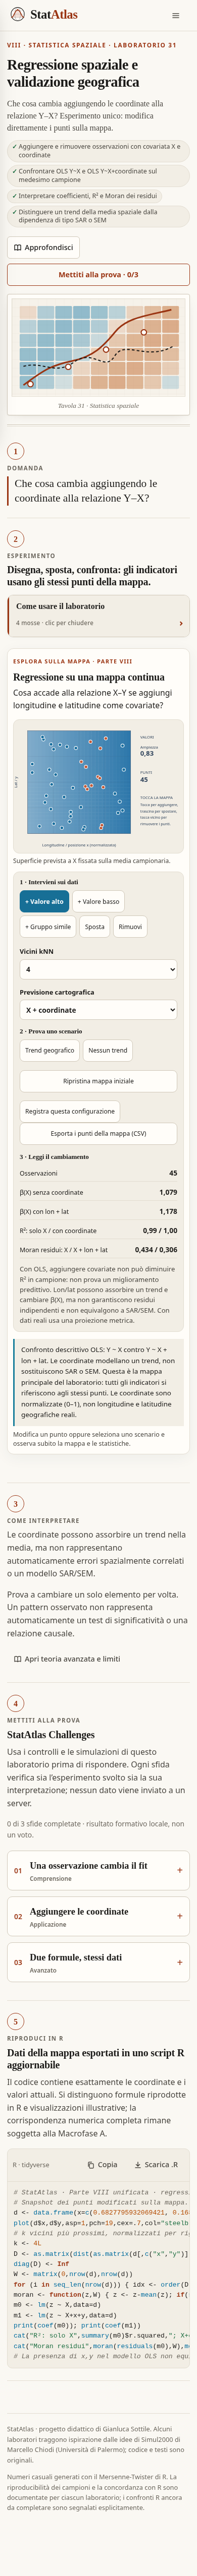 StatAtlas
VIII · STATISTICA SPAZIALE · LABORATORIO 31
Regressione spaziale e
validazione geografica
Che cosa cambia aggiungendo le coordinate alla
relazione Y–X? Esperimento unico: modifica
direttamente i punti sulla mappa.
✓ Aggiungere e rimuovere osservazioni con covariata X e
coordinate
✓ Confrontare OLS Y~X e OLS Y~X+coordinate sul
medesimo campione
✓ Interpretare coefficienti, R² e Moran dei residui
✓ Distinguere un trend della media spaziale dalla
dipendenza di tipo SAR o SEM
Approfondisci
Mettiti alla prova · 0/3
Tavola 31 · Statistica spaziale
1
DOMANDA
Che cosa cambia aggiungendo le
coordinate alla relazione Y–X?
2
ESPERIMENTO
Disegna, sposta, confronta: gli indicatori
usano gli stessi punti della mappa.
Come usare il laboratorio
4 mosse · clic per chiudere
ESPLORA SULLA MAPPA · PARTE VIII
Regressione su una mappa continua
Cosa accade alla relazione X–Y se aggiungi
longitudine e latitudine come covariate?
VALORI
Ampiezza
0,83
PUNTI
45
TOCCA LA MAPPA
Tocca per aggiungere,
trascina per spostare,
tocca vicino per
rimuovere i punti.
Longitudine / posizione x (normalizzata)
Superficie prevista a X fissata sulla media campionaria.
1 · Intervieni sui dati
+ Valore alto
+ Valore basso
+ Gruppo simile
Sposta
Rimuovi
Vicini kNN
4
Previsione cartografica
X + coordinate
2 · Prova uno scenario
Trend geografico
Nessun trend
Ripristina mappa iniziale
Registra questa configurazione
Esporta i punti della mappa (CSV)
3 · Leggi il cambiamento
Osservazioni 45
β(X) senza coordinate 1,079
β(X) con lon + lat 1,178
R²: solo X / con coordinate 0,99 / 1,00
Moran residui: X / X + lon + lat 0,434 / 0,306
Con OLS, aggiungere covariate non può diminuire
R² in campione: non prova un miglioramento
predittivo. Lon/lat possono assorbire un trend e
cambiare β(X), ma non garantiscono residui
indipendenti e non equivalgono a SAR/SEM. Con
dati reali usa una proiezione metrica.
Confronto descrittivo OLS: Y ~ X contro Y ~ X +
lon + lat. Le coordinate modellano un trend, non
sostituiscono SAR o SEM. Questa è la mappa
principale del laboratorio: tutti gli indicatori si
riferiscono agli stessi punti. Le coordinate sono
normalizzate (0–1), non longitudine e latitudine
geografiche reali.
Modifica un punto oppure seleziona uno scenario e
osserva subito la mappa e le statistiche.
3
COME INTERPRETARE
Le coordinate possono assorbire un trend nella
media, ma non rappresentano
automaticamente errori spazialmente correlati
o un modello SAR/SEM.
Prova a cambiare un solo elemento per volta.
Un pattern osservato non rappresenta
automaticamente un test di significatività o una
relazione causale.
Apri teoria avanzata e limiti
4
METTITI ALLA PROVA
StatAtlas Challenges
Usa i controlli e le simulazioni di questo
laboratorio prima di rispondere. Ogni sfida
verifica sia l’esperimento svolto sia la sua
interpretazione; nessun dato viene inviato a un
server.
0 di 3 sfide completate · risultato formativo locale, non
un voto.
01 Una osservazione cambia il fit +
Comprensione
02 Aggiungere le coordinate +
Applicazione
03 Due formule, stessi dati +
Avanzato
5
RIPRODUCI IN R
Dati della mappa esportati in uno script R
aggiornabile
Il codice contiene esattamente le coordinate e i
valori attuali. Si distinguono formule riprodotte
in R e visualizzazioni illustrative; la
corrispondenza numerica completa rimane
soggetta alla Macrofase A.
R · tidyverse
Copia
Scarica .R
# StatAtlas · Parte VIII unificata · regress
# Snapshot dei punti modificati sulla mappa.
d <- data.frame(x=c(0.6827795932069421, 0.16
plot(d$x,d$y,asp=1,pch=19,cex=.7,col="steelb
# k vicini più prossimi, normalizzati per ri
k <- 4L
D <- as.matrix(dist(as.matrix(d[,c("x","y")]
diag(D) <- Inf
W <- matrix(0,nrow(d),nrow(d))
for (i in seq_len(nrow(d))) { idx <- order(D
moran <- function(z,W) { z <- z-mean(z); if(
m0 <- lm(z ~ X,data=d)
m1 <- lm(z ~ X+x+y,data=d)
print(coef(m0)); print(coef(m1))
cat("R²: solo X",summary(m0)$r.squared,"; X+
cat("Moran residui",moran(residuals(m0),W),mo
# La presenza di x,y nel modello OLS non equi
StatAtlas · progetto didattico di Gianluca Sottile. Alcuni
laboratori traggono ispirazione dalle idee di Simul2000 di
Marcello Chiodi (Università di Palermo); codice e testi sono
originali.
Numeri casuali generati con il Mersenne-Twister di R. La
riproducibilità dei campioni e la concordanza con R sono
documentate per ciascun laboratorio; i confronti R ancora
da completare sono segnalati esplicitamente.